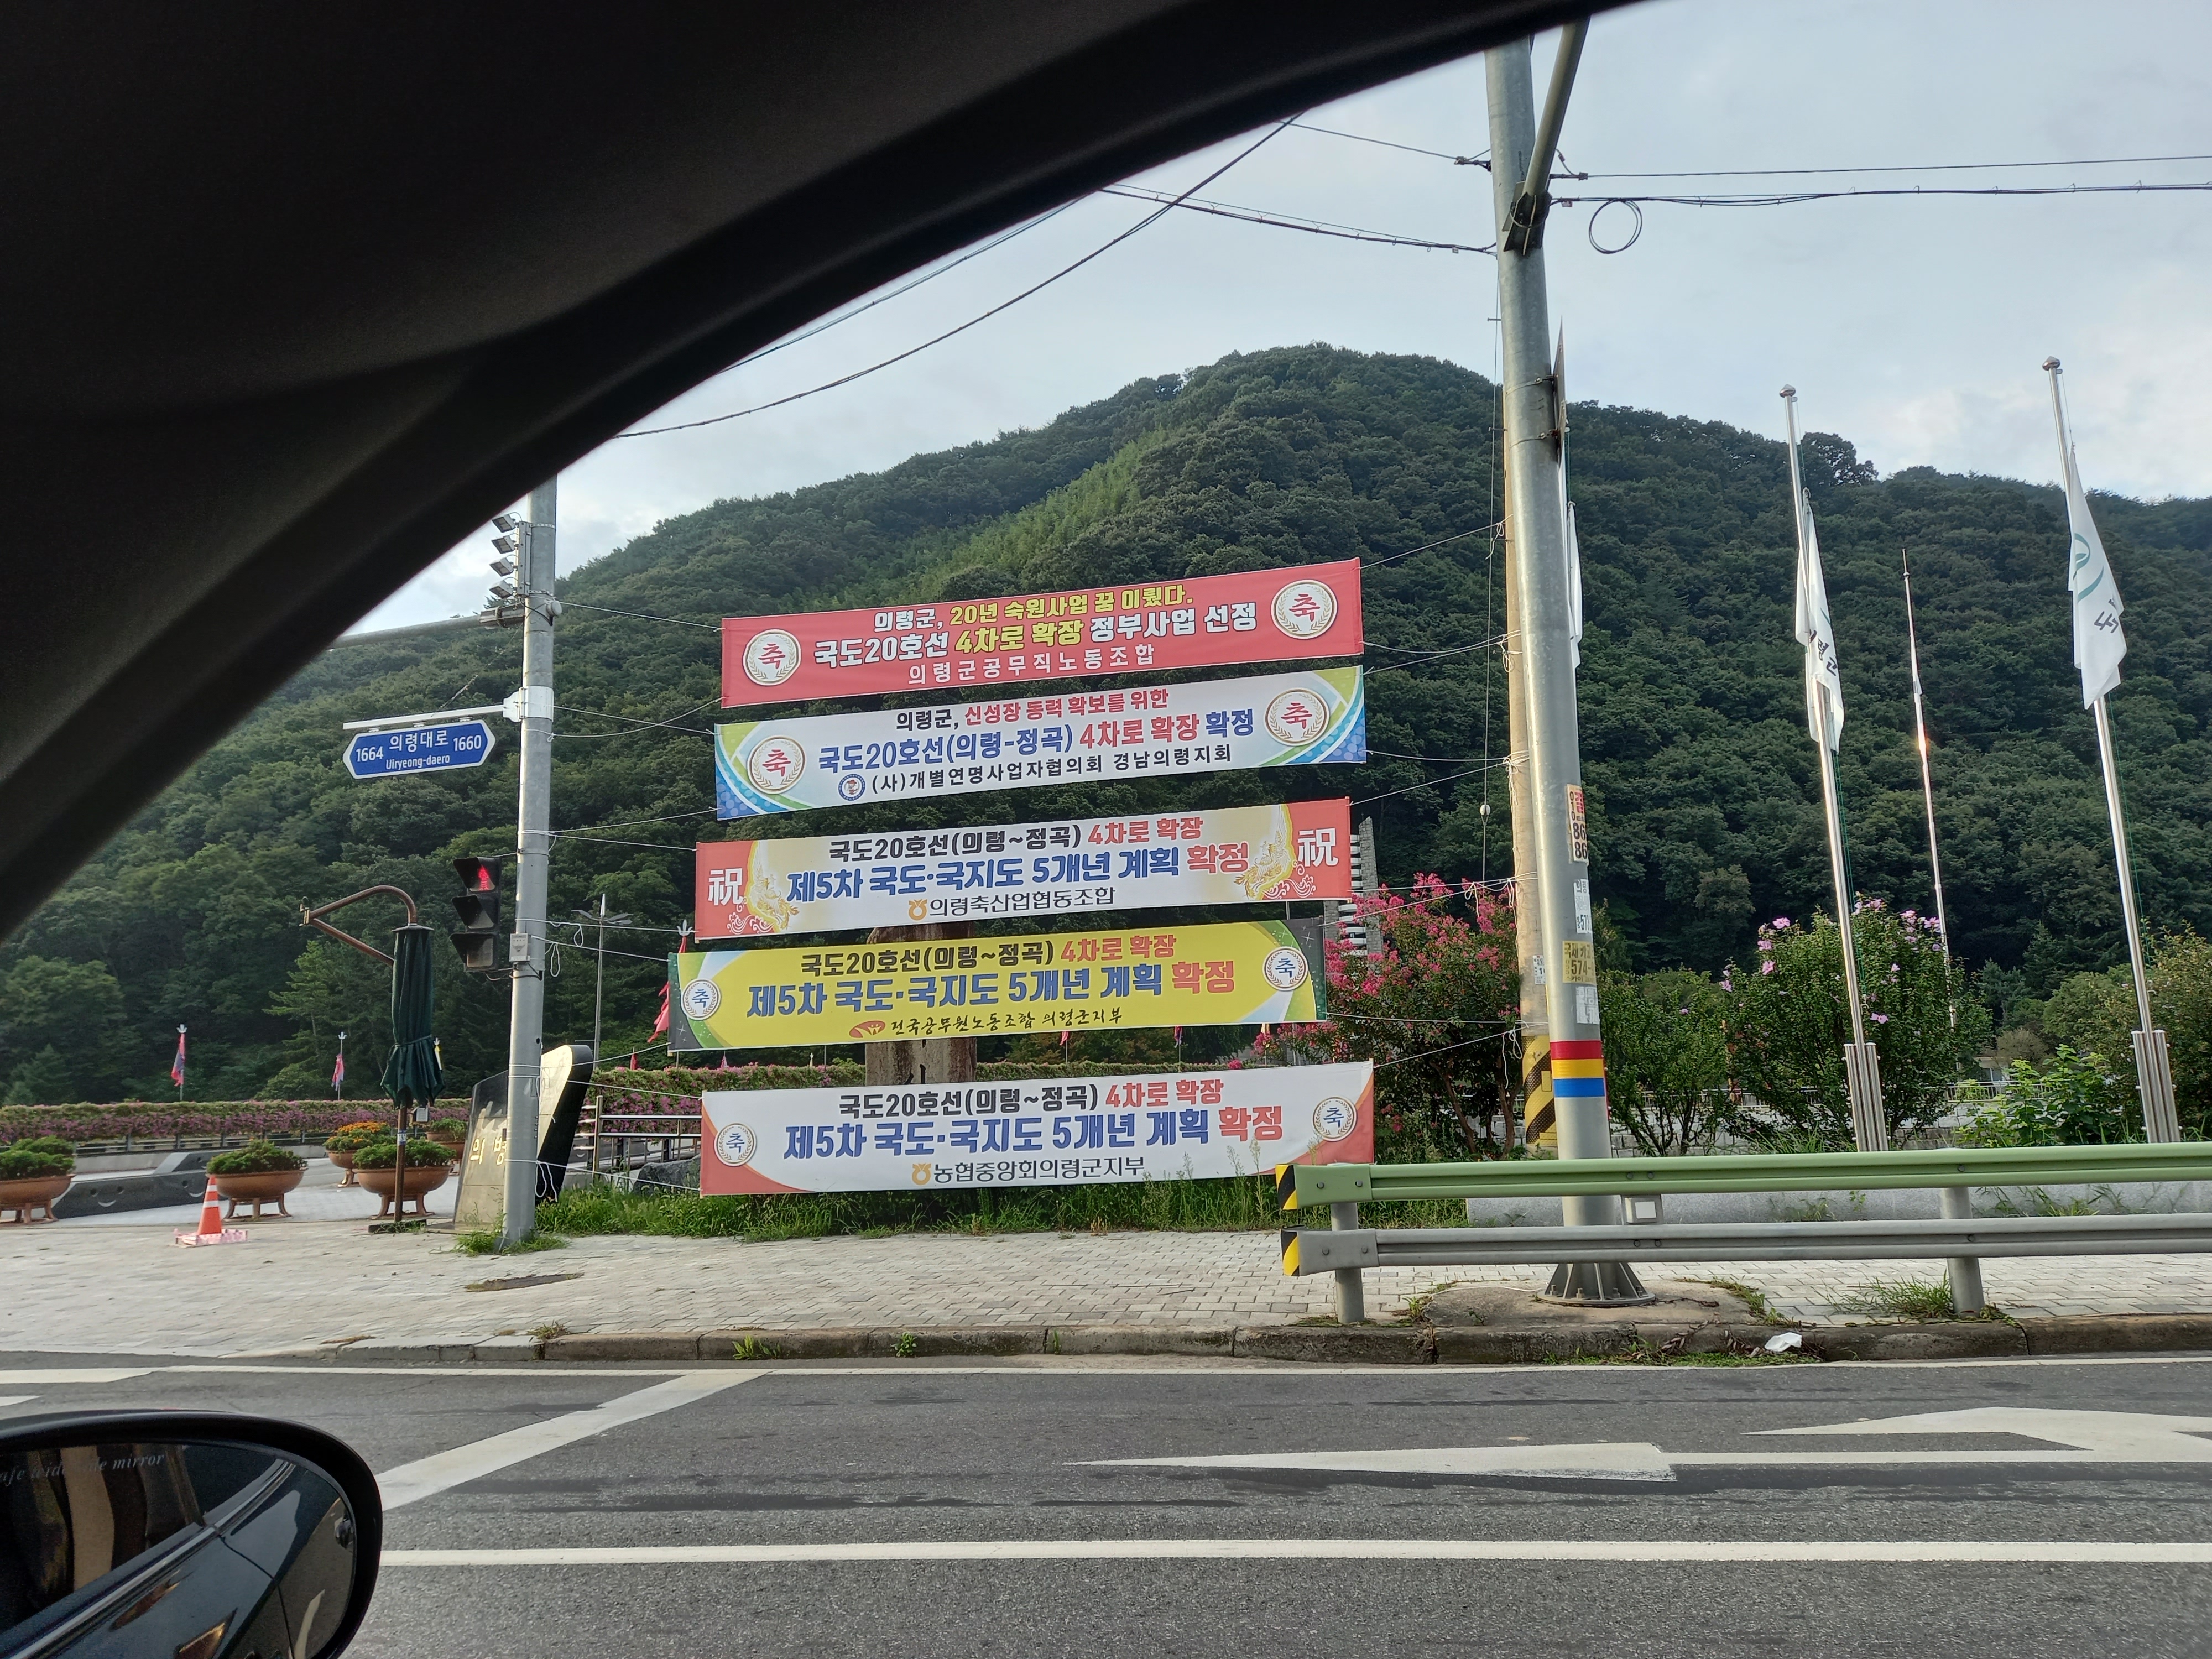 의령군, 20년 숙원사업 꿈 이뤘다.
축 국도20호선 4차로 확장 정부사업 선정 축
의령군공무직노동조합
의령군, 신성장 동력 확보를 위한
축 국도20호선(의령-정곡) 4차로 확장 확정 축
(사)개별연명사업자협의회 경남의령지회
1664 의령대로 1660
Uiryeong-daero
국도20호선(의령~정곡) 4차로 확장
祝 제5차 국도·국지도 5개년 계획 확정 祝
의령축산업협동조합
국도20호선(의령~정곡) 4차로 확장
축 제5차 국도·국지도 5개년 계획 확정 축
전국공무원노동조합 의령군지부
국도20호선(의령~정곡) 4차로 확장
축 제5차 국도·국지도 5개년 계획 확정 축
농협중앙회의령군지부
의 병
mirror